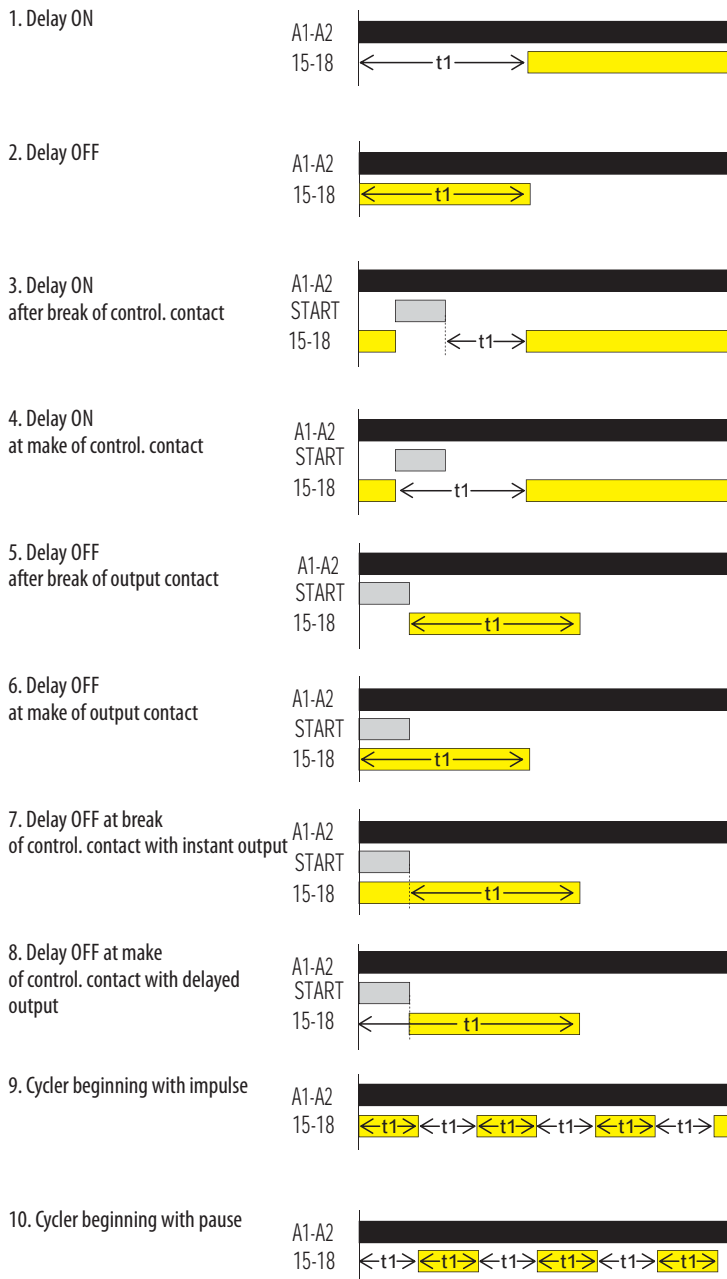 1. Delay ON
A1-A2
15-18
t1
2. Delay OFF
A1-A2
15-18
t1
3. Delay ON
after break of control. contact
A1-A2
START
15-18
t1
4. Delay ON
at make of control. contact
A1-A2
START
15-18
t1
5. Delay OFF
after break of output contact
A1-A2
START
15-18
t1
6. Delay OFF
at make of output contact
A1-A2
START
15-18
t1
7. Delay OFF at break
of control. contact with instant output
A1-A2
START
15-18
t1
8. Delay OFF at make
of control. contact with delayed
output
A1-A2
START
15-18
t1
9. Cycler beginning with impulse
A1-A2
15-18
t1 t1 t1 t1 t1 t1
10. Cycler beginning with pause
A1-A2
15-18
t1 t1 t1 t1 t1 t1